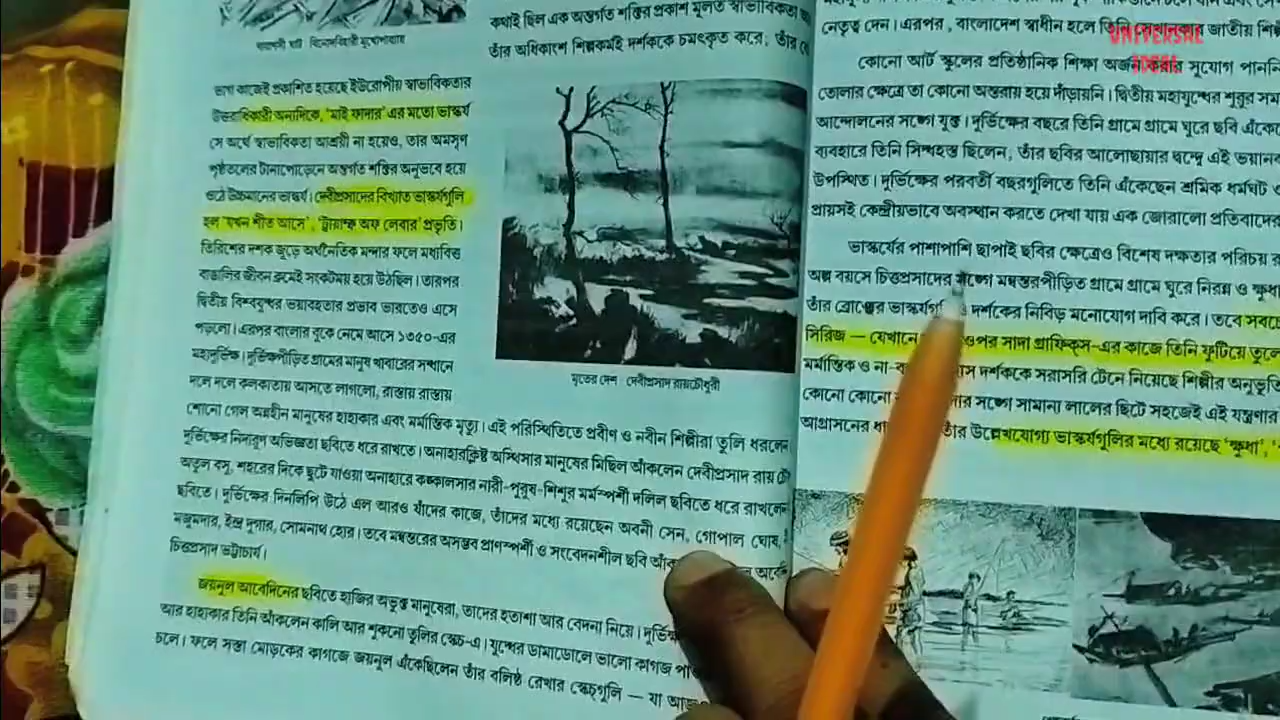 বারাণসী ঘাট বিনোদবিহারী মুখোপাধ্যায়
ভাগ কাজেই প্রকাশিত হয়েছে ইউরোপীয় স্বাভাবিকতার
উত্তরাধিকারী অন্যদিকে, 'মাই ফাদার' এর মতো ভাস্কর্য
সে অর্থে স্বাভাবিকতা আশ্রয়ী না হয়েও, তার অমসৃণ
পৃষ্ঠতলের টানাপোড়েনে অন্তর্গত শক্তির অনুভবে হয়ে
ওঠে উচ্চমানের ভাস্কর্য। দেবীপ্রসাদের বিখ্যাত ভাস্কর্যগুলি
হল 'যখন শীত আসে', 'ট্রায়াম্ফ অফ লেবার' প্রভৃতি।
তিরিশের দশক জুড়ে অর্থনৈতিক মন্দার ফলে মধ্যবিত্ত
বাঙালির জীবন ক্রমেই সংকটময় হয়ে উঠছিল। তারপর
দ্বিতীয় বিশ্বযুদ্ধর ভয়াবহতার প্রভাব ভারতেও এসে
পড়লো। এরপর বাংলার বুকে নেমে আসে ১৩৫০-এর
মহাদুর্ভিক্ষ। দুর্ভিক্ষপীড়িত গ্রামের মানুষ খাবারের সন্ধানে
দলে দলে কলকাতায় আসতে লাগলো, রাস্তায় রাস্তায়
শোনো গেল অন্নহীন মানুষের হাহাকার এবং মর্মান্তিক মৃত্যু। এই পরিস্থিতিতে প্রবীণ ও নবীন শিল্পীরা তুলি ধরলেন
দুর্ভিক্ষের নিদারুণ অভিজ্ঞতা ছবিতে ধরে রাখতে। অনাহারক্লিষ্ট অস্থিসার মানুষের মিছিল আঁকলেন দেবীপ্রসাদ রায়
অতুল বসু, শহরের দিকে ছুটে যাওয়া অনাহারে কঙ্কালসার নারী-পুরুষ-শিশুর মর্মস্পর্শী দলিল ছবিতে ধরে রাখলেন
ছবিতে। দুর্ভিক্ষের দিনলিপি উঠে এল আরও যাঁদের কাজে, তাঁদের মধ্যে রয়েছেন অবনী সেন, গোপাল ঘোষ,
মজুমদার, ইন্দ্র দুগার, সোমনাথ হোর। তবে মন্বন্তরের অসম্ভব প্রাণস্পর্শী ও সংবেদনশীল ছবি
চিত্তপ্রসাদ ভট্টাচার্য।
জয়নুল আবেদিনের ছবিতে হাজির অভুক্ত মানুষেরা, তাদের হতাশা আর বেদনা নিয়ে।
আর হাহাকার তিনি আঁকলেন কালি আর শুকনো তুলির স্কেচ-এ। যুদ্ধের ডামাডোলে ভালো কাগজ
চলে। ফলে সস্তা মোড়কের কাগজে জয়নুল এঁকেছিলেন তাঁর বলিষ্ঠ রেখার স্কেচ্‌গুলি — যা
কথাই ছিল এক অন্তর্গত শক্তির প্রকাশ মূলত স্বাভাবিকতা
তাঁর অধিকাংশ শিল্পকর্মই দর্শককে চমৎকৃত করে, তাঁর
মৃতের দেশ দেবীপ্রসাদ রায়চৌধুরী
নেতৃত্ব দেন। এরপর, বাংলাদেশ স্বাধীন হলে তিনি জাতীয়
UNIVERSAL
IDEAL
কোনো আর্ট স্কুলের প্রতিষ্ঠানিক শিক্ষা অর্জন করার সুযোগ পাননি
তোলার ক্ষেত্রে তা কোনো অন্তরায় হয়ে দাঁড়ায়নি। দ্বিতীয় মহাযুদ্ধের শুরুর
আন্দোলনের সঙ্গে যুক্ত। দুর্ভিক্ষের বছরে তিনি গ্রামে গ্রামে ঘুরে ছবি
ব্যবহারে তিনি সিদ্ধহস্ত ছিলেন, তাঁর ছবির আলোছায়ার দ্বন্দ্বে এই
উপস্থিত। দুর্ভিক্ষের পরবর্তী বছরগুলিতে তিনি এঁকেছেন শ্রমিক ধর্মঘট
প্রায়সই কেন্দ্রীয়ভাবে অবস্থান করতে দেখা যায় এক জোরালো প্রতিবাদের
ভাস্কর্যের পাশাপাশি ছাপাই ছবির ক্ষেত্রেও বিশেষ দক্ষতার পরিচয়
অল্প বয়সে চিত্তপ্রসাদের সঙ্গে মন্বন্তরপীড়িত গ্রামে গ্রামে ঘুরে নিরন্ন ও
তাঁর ব্রোঞ্জের দর্শকের নিবিড় মনোযোগ দাবি করে। তবে
সিরিজ — যেখানে ওপর সাদা গ্রাফিক্স-এর কাজে তিনি ফুটিয়ে
মর্মান্তিক ও দর্শককে সরাসরি টেনে নিয়েছে শিল্পীর
কোনো কোনো সঙ্গে সামান্য লালের ছিটে সহজেই এই
আগ্রাসনের তাঁর উল্লেখযোগ্য ভাস্কর্যগুলির মধ্যে রয়েছে 'ক্ষুধা',